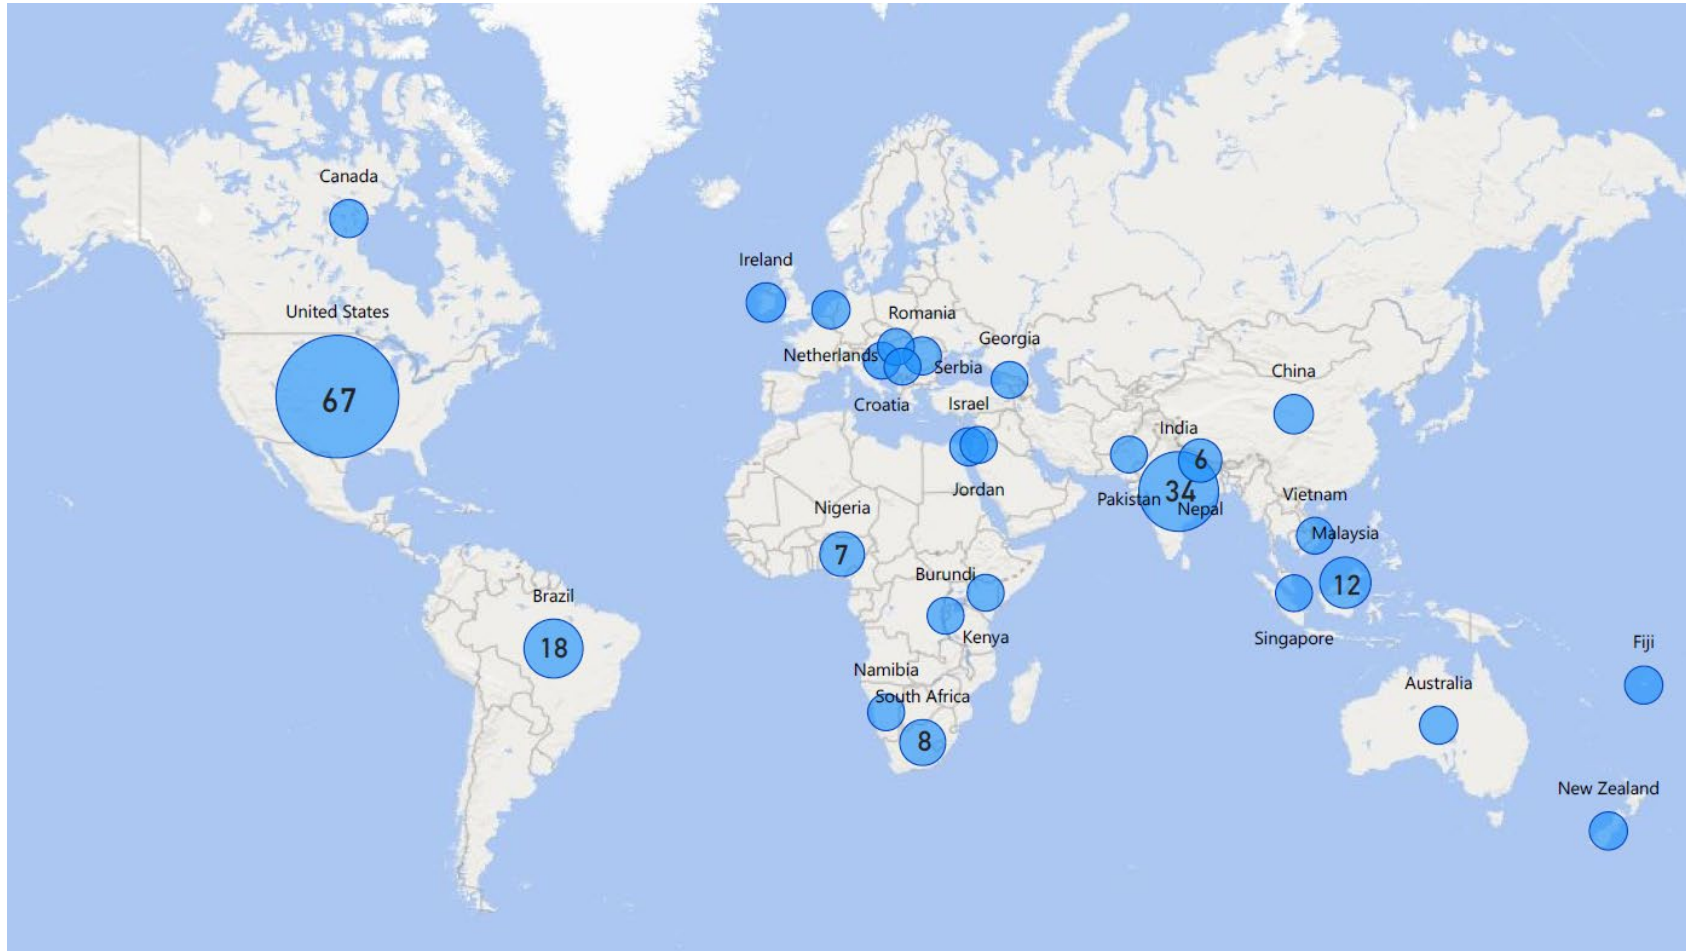 Canada
Ireland
United States
Romania
Georgia
Netherlands
Serbia
China
67
Croatia
Israel
India
6
Jordan
34
Pakistan
Nepal
Vietnam
Nigeria
Malaysia
7
Burundi
12
Brazil
Kenya
Singapore
18
Fiji
Namibia
Australia
South Africa
8
New Zealand